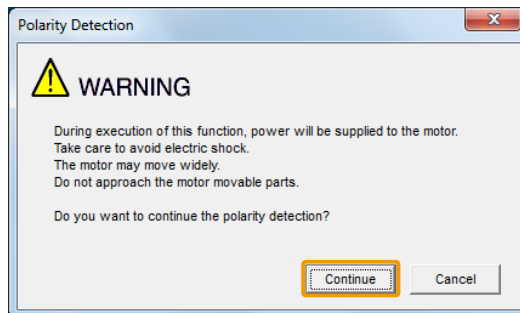 Polarity Detection
WARNING
During execution of this function, power will be supplied to the motor.
Take care to avoid electric shock.
The motor may move widely.
Do not approach the motor movable parts.
Do you want to continue the polarity detection?
Continue
Cancel